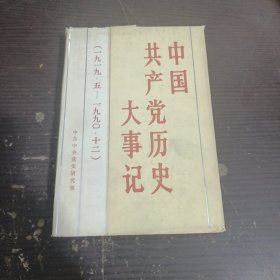 中国
共产党历史
大事记
（一九一九·五—一九九〇·十二）
中共中央党史研究室